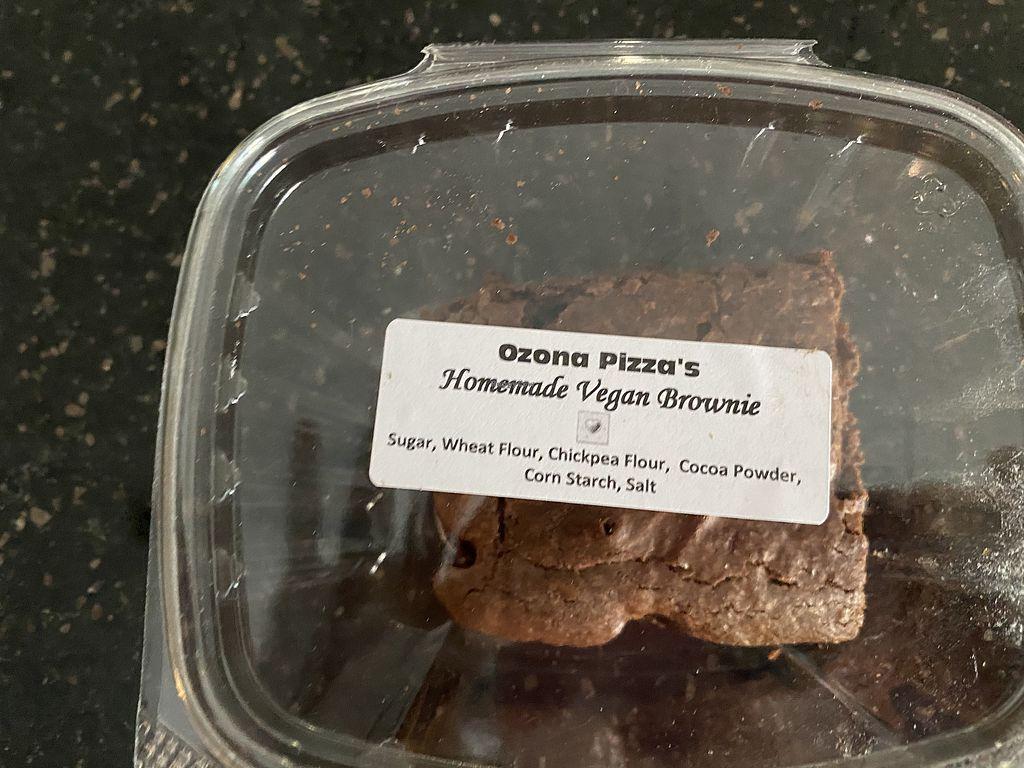 Ozona Pizza's
Homemade Vegan Brownie
Sugar, Wheat Flour, Chickpea Flour, Cocoa Powder,
Corn Starch, Salt